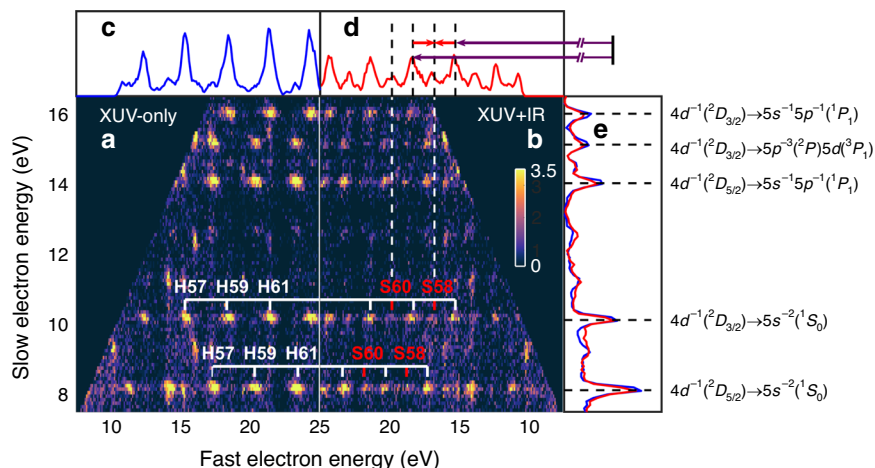 c
d
XUV-only
XUV+IR
a
b
e
3.5
3
2
1
0
16
14
12
10
8
Slow electron energy (eV)
H57 H59 H61 S60 S58
H57 H59 H61 S60 S58
10 15 20 25 20 15 10
Fast electron energy (eV)
4d⁻¹(²D₃/₂)→5s⁻¹5p⁻¹(¹P₁)
4d⁻¹(²D₃/₂)→5p⁻³(²P)5d(³P₁)
4d⁻¹(²D₅/₂)→5s⁻¹5p⁻¹(¹P₁)
4d⁻¹(²D₃/₂)→5s⁻²(¹S₀)
4d⁻¹(²D₅/₂)→5s⁻²(¹S₀)